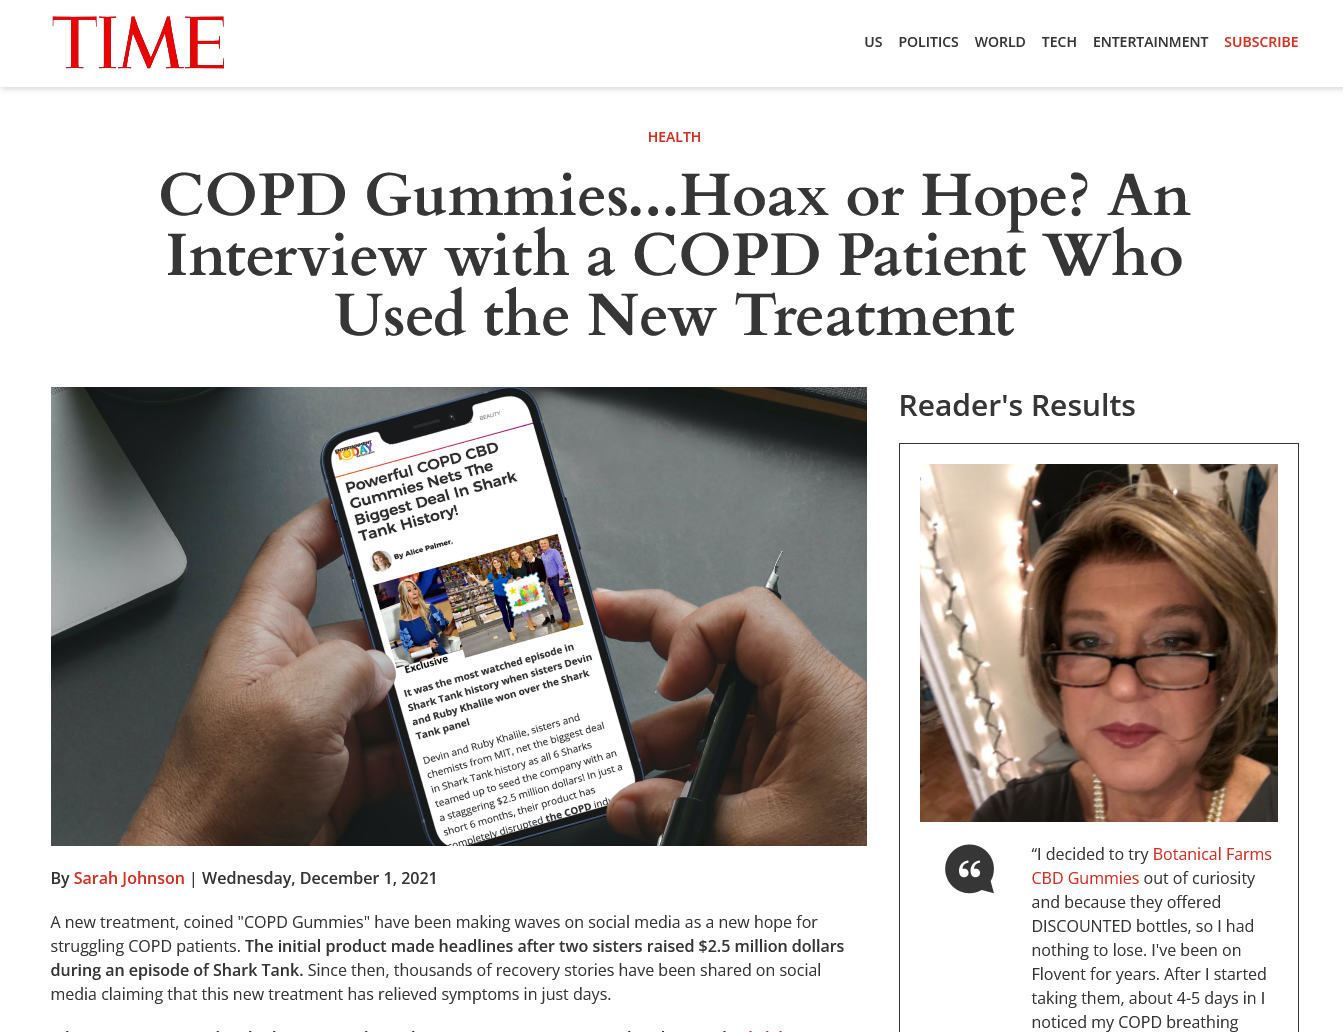 TIME
US POLITICS WORLD TECH ENTERTAINMENT SUBSCRIBE
HEALTH
COPD Gummies...Hoax or Hope? An
Interview with a COPD Patient Who
Used the New Treatment
BEAUTY
ENTERTAINMENT
TODAY
Powerful COPD CBD
Gummies Nets The
Biggest Deal In Shark
Tank History!
By Alice Palmer.
Exclusive
It was the most watched episode in
Shark Tank history when sisters Devin
and Ruby Khalile won over the Shark
Tank panel
Devin and Ruby Khalile, sisters and
chemists from MIT, net the biggest deal
in Shark Tank history as all 6 Sharks
teamed up to seed the company with an
a staggering $2.5 million dollars! In just a
short 6 months, their product has
completely disrupted the COPD
By Sarah Johnson | Wednesday, December 1, 2021
A new treatment, coined "COPD Gummies" have been making waves on social media as a new hope for
struggling COPD patients. The initial product made headlines after two sisters raised $2.5 million dollars
during an episode of Shark Tank. Since then, thousands of recovery stories have been shared on social
media claiming that this new treatment has relieved symptoms in just days.
Reader's Results
“I decided to try Botanical Farms
CBD Gummies out of curiosity
and because they offered
DISCOUNTED bottles, so I had
nothing to lose. I've been on
Flovent for years. After I started
taking them, about 4-5 days in I
noticed my COPD breathing